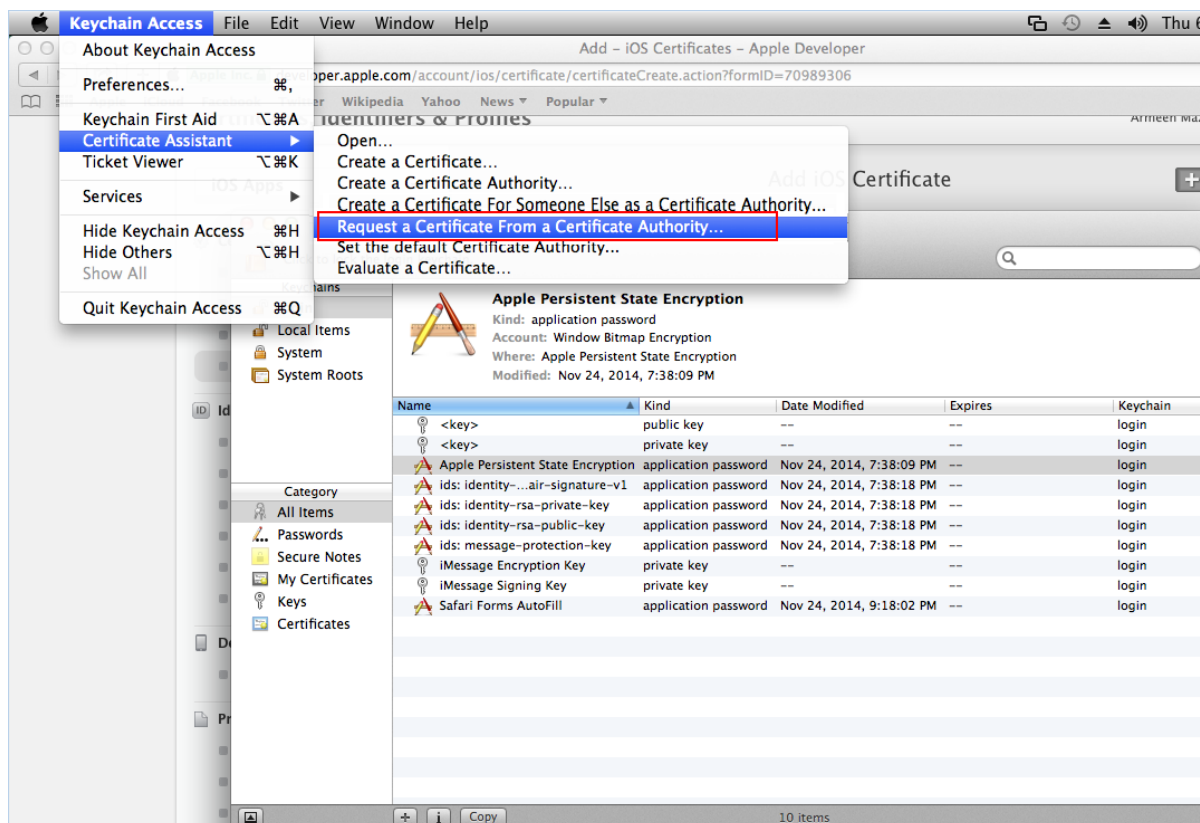 Keychain Access File Edit View Window Help Thu 6
Add – iOS Certificates – Apple Developer
developer.apple.com/account/ios/certificate/certificateCreate.action?formID=70989306
Wikipedia Yahoo News Popular
Identifiers & Profiles
Armeen Maz
Add iOS Certificate
iOS Apps
About Keychain Access
Preferences... ⌘,
Keychain First Aid ⌥⌘A
Certificate Assistant
Ticket Viewer ⌥⌘K
Services
Hide Keychain Access ⌘H
Hide Others ⌥⌘H
Show All
Quit Keychain Access ⌘Q
Open...
Create a Certificate...
Create a Certificate Authority...
Create a Certificate For Someone Else as a Certificate Authority...
Request a Certificate From a Certificate Authority...
Set the default Certificate Authority...
Evaluate a Certificate...
Keychains
Local Items
System
System Roots
Apple Persistent State Encryption
Kind: application password
Account: Window Bitmap Encryption
Where: Apple Persistent State Encryption
Modified: Nov 24, 2014, 7:38:09 PM
ID Id
De
Pr
Category
All Items
Passwords
Secure Notes
My Certificates
Keys
Certificates
Name Kind Date Modified Expires Keychain
<key> public key -- -- login
<key> private key -- -- login
Apple Persistent State Encryption application password Nov 24, 2014, 7:38:09 PM -- login
ids: identity-...air-signature-v1 application password Nov 24, 2014, 7:38:18 PM -- login
ids: identity-rsa-private-key application password Nov 24, 2014, 7:38:18 PM -- login
ids: identity-rsa-public-key application password Nov 24, 2014, 7:38:18 PM -- login
ids: message-protection-key application password Nov 24, 2014, 7:38:18 PM -- login
iMessage Encryption Key private key -- -- login
iMessage Signing Key private key -- -- login
Safari Forms AutoFill application password Nov 24, 2014, 9:18:02 PM -- login
+ i Copy 10 items